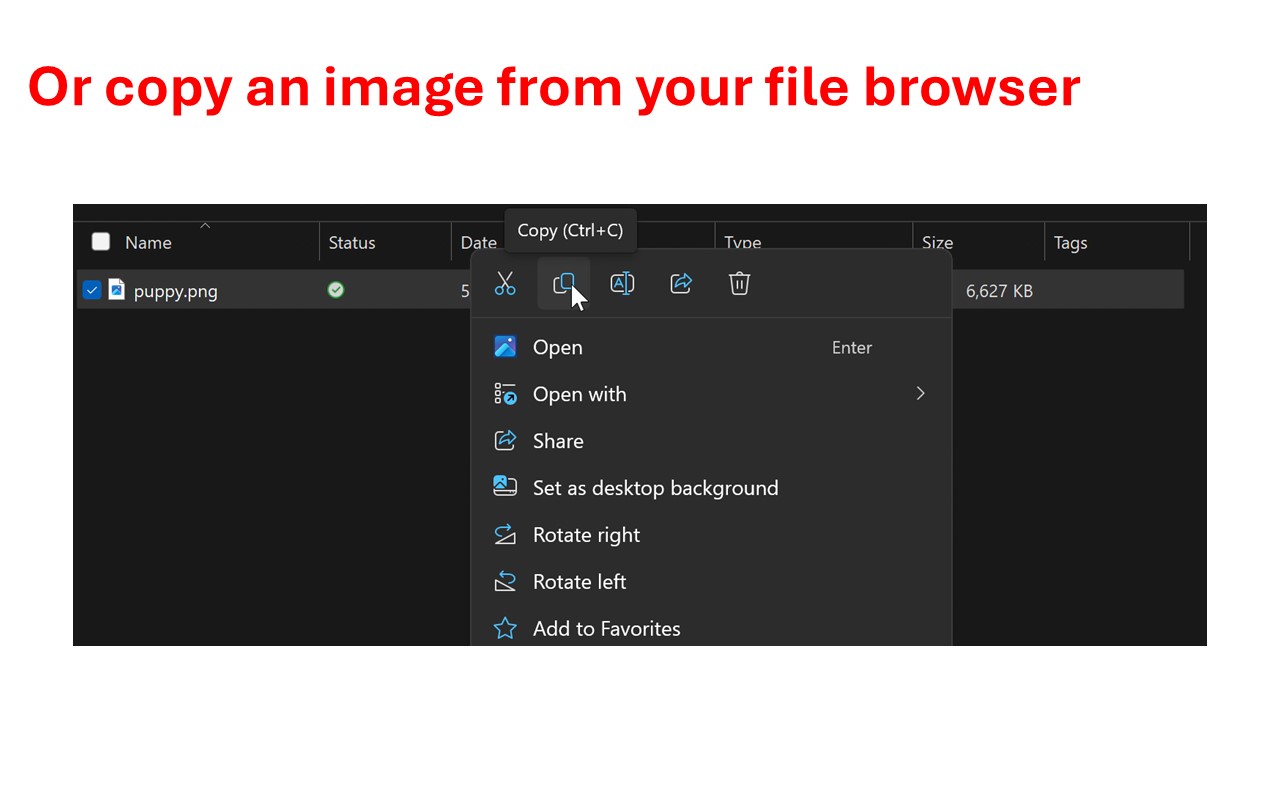 Or copy an image from your file browser
Copy (Ctrl+C)
Name Status Date Type Size Tags
puppy.png 5 6,627 KB
Open Enter
Open with
Share
Set as desktop background
Rotate right
Rotate left
Add to Favorites